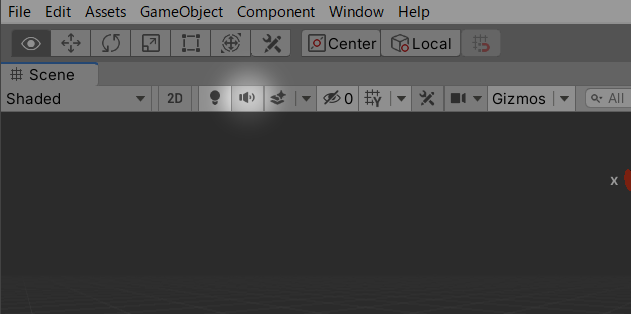 File Edit Assets GameObject Component Window Help
Center Local
Scene
Shaded 2D 0 Y Gizmos All
x